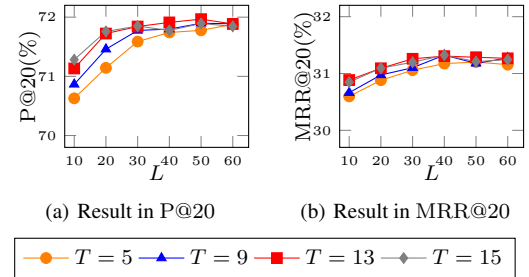 72
71
70
P@20(%)
10 20 30 40 50 60
L
(a) Result in P@20
32
31
30
MRR@20(%)
10 20 30 40 50 60
L
(b) Result in MRR@20
T = 5 T = 9 T = 13 T = 15